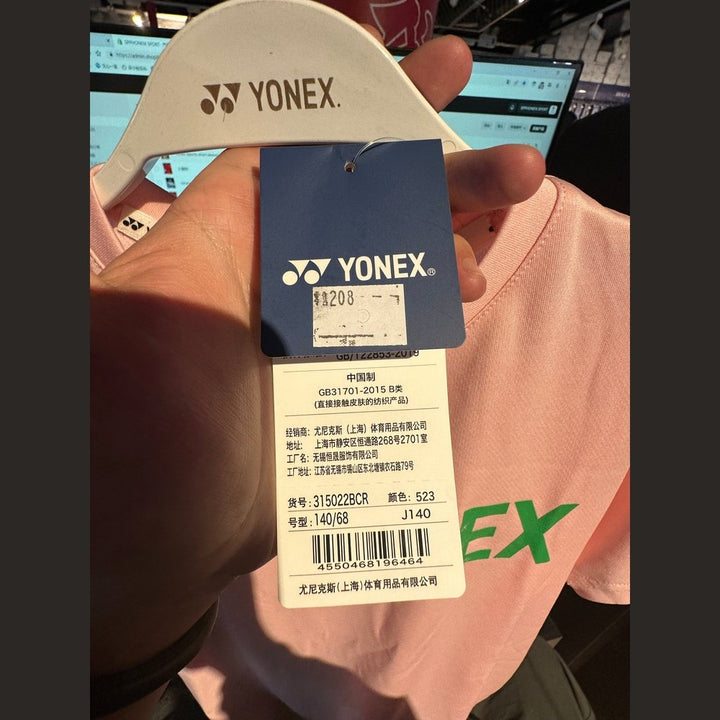 YONEX.
YONEX®
¥208
GB/T22853-2019
中国制
GB31701-2015 B类
(直接接触皮肤的纺织产品)
经销商: 尤尼克斯(上海)体育用品有限公司
地址: 上海市静安区恒通路268号2701室
工厂名: 无锡恒晟服饰有限公司
工厂地址: 江苏省无锡市锡山区东北塘镇农石路79号
货号: 315022BCR 颜色: 523
号型: 140/68 J140
4550468196464
尤尼克斯(上海)体育用品有限公司
EX